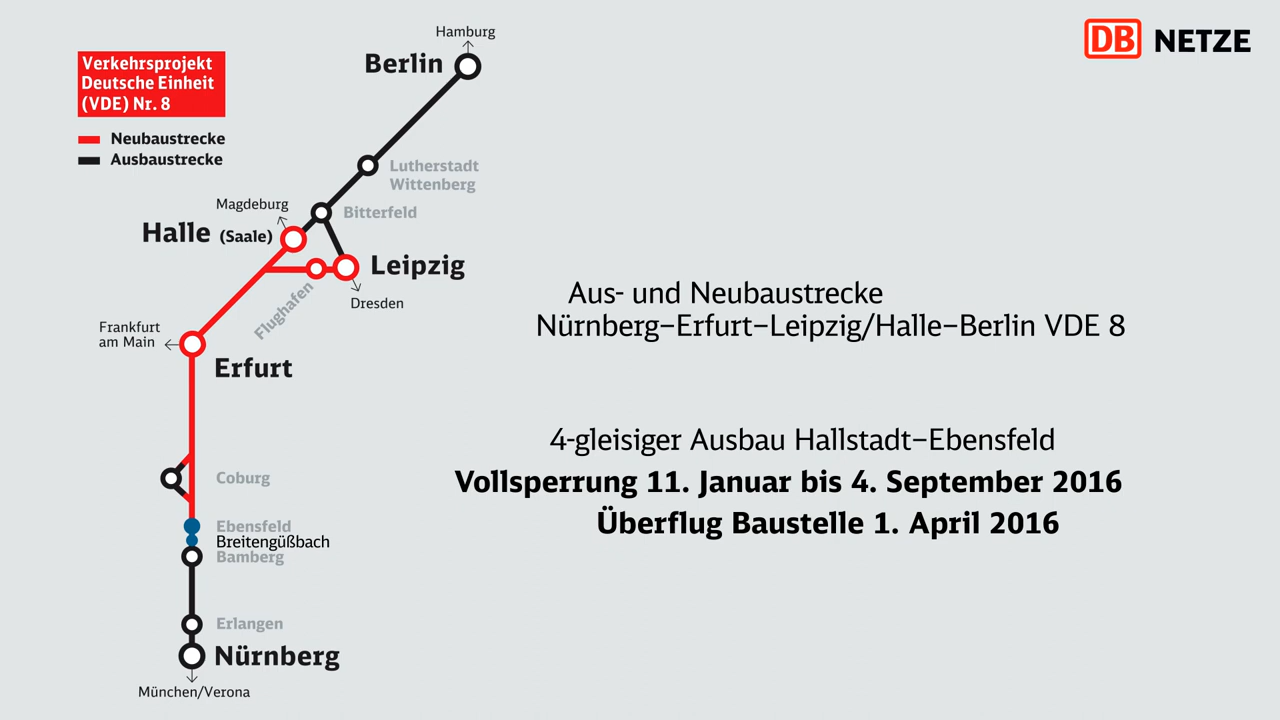 Hamburg
Berlin
DB NETZE
Verkehrsprojekt
Deutsche Einheit
(VDE) Nr. 8
Neubaustrecke
Ausbaustrecke
Lutherstadt
Wittenberg
Magdeburg
Bitterfeld
Halle (Saale)
Leipzig
Flughafen
Dresden
Frankfurt
am Main
Erfurt
Coburg
Ebensfeld
Breitengüßbach
Bamberg
Erlangen
Nürnberg
München/Verona
Aus- und Neubaustrecke
Nürnberg–Erfurt–Leipzig/Halle–Berlin VDE 8
4-gleisiger Ausbau Hallstadt–Ebensfeld
Vollsperrung 11. Januar bis 4. September 2016
Überflug Baustelle 1. April 2016